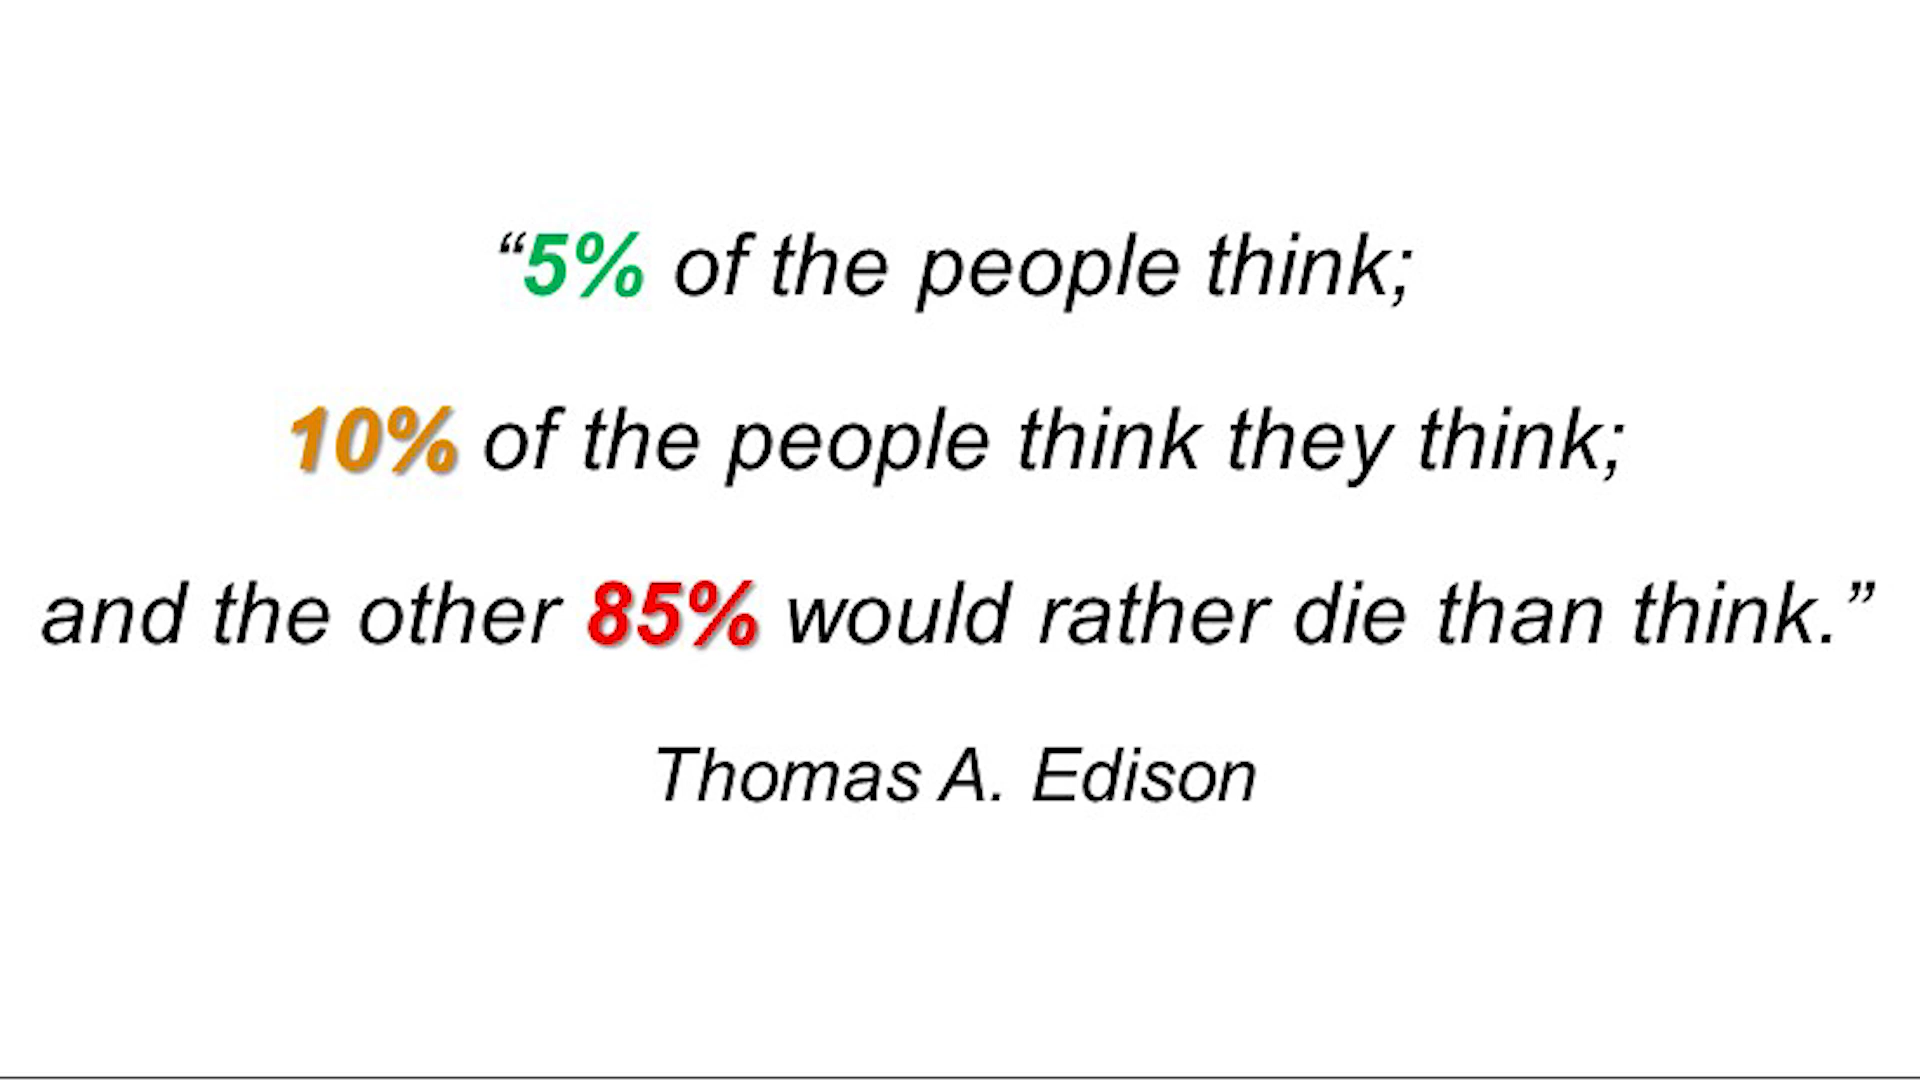 “5% of the people think;
10% of the people think they think;
and the other 85% would rather die than think.”
Thomas A. Edison